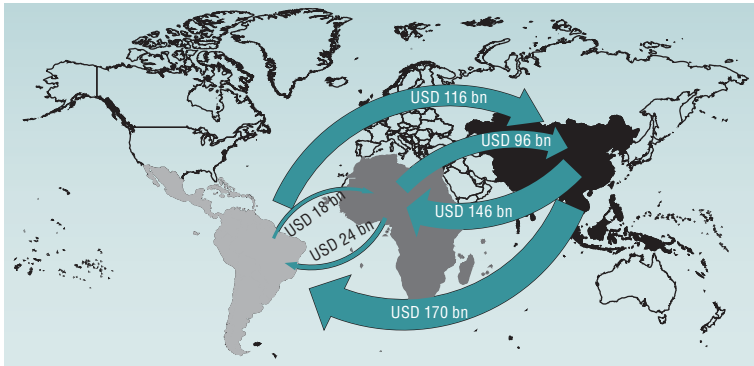 USD 116 bn
USD 96 bn
USD 18 bn
USD 146 bn
USD 24 bn
USD 170 bn